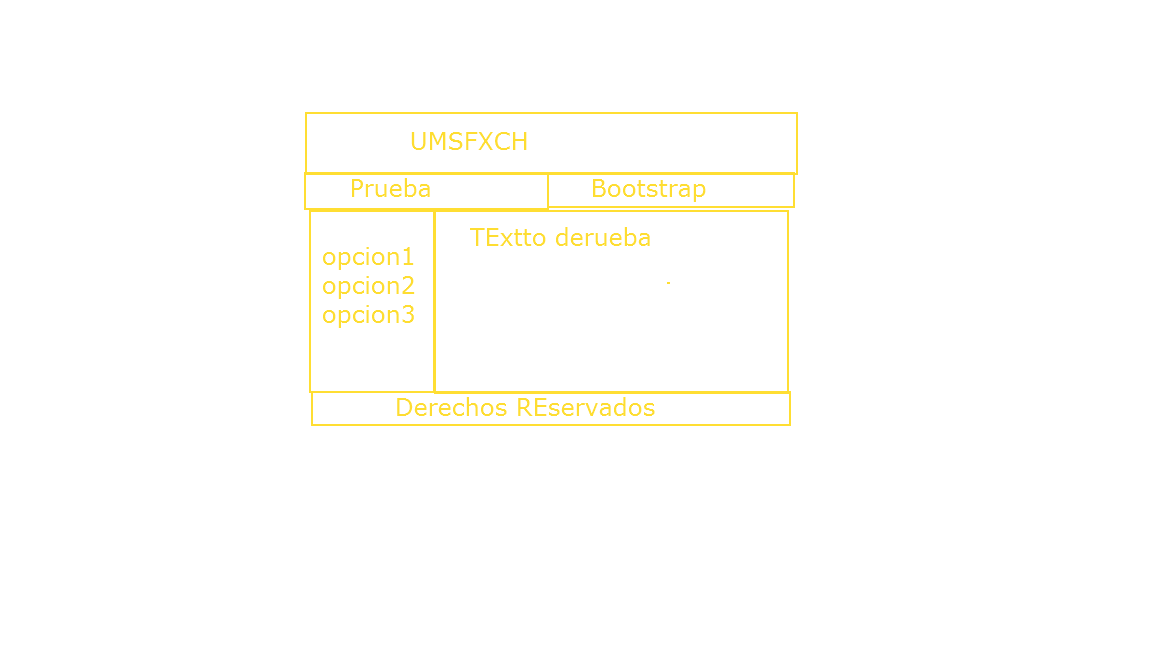 UMSFXCH
Prueba Bootstrap
TExtto derueba
opcion1
opcion2
opcion3
Derechos REservados